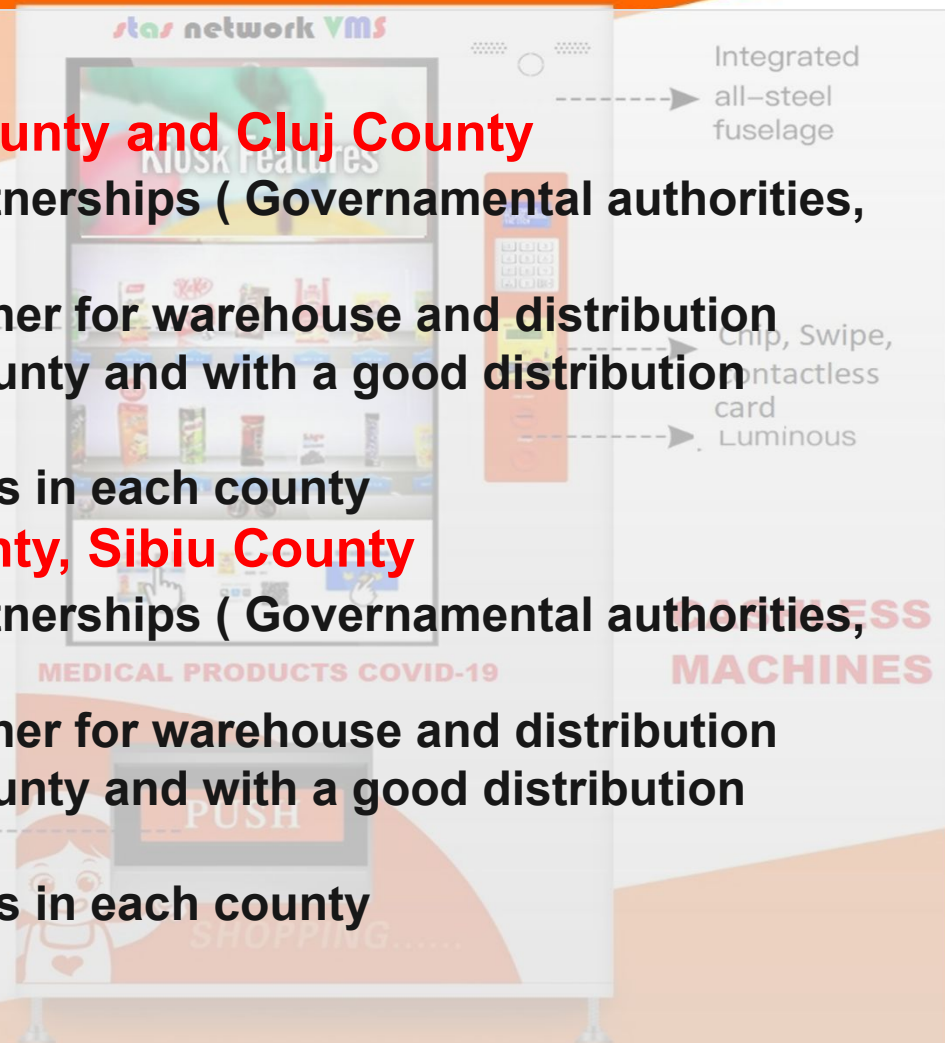 stas network VMS
Integrated
all-steel
fuselage
unty and Cluj County
Kiosk Features
tnerships ( Governamental authorities,
ner for warehouse and distribution
Chip, Swipe,
unty and with a good distribution
ontactless
card
Luminous
s in each county
nty, Sibiu County
tnerships ( Governamental authorities,
CASHLESS
MEDICAL PRODUCTS COVID-19
MACHINES
ner for warehouse and distribution
unty and with a good distribution
PUSH
s in each county
SHOPPING......